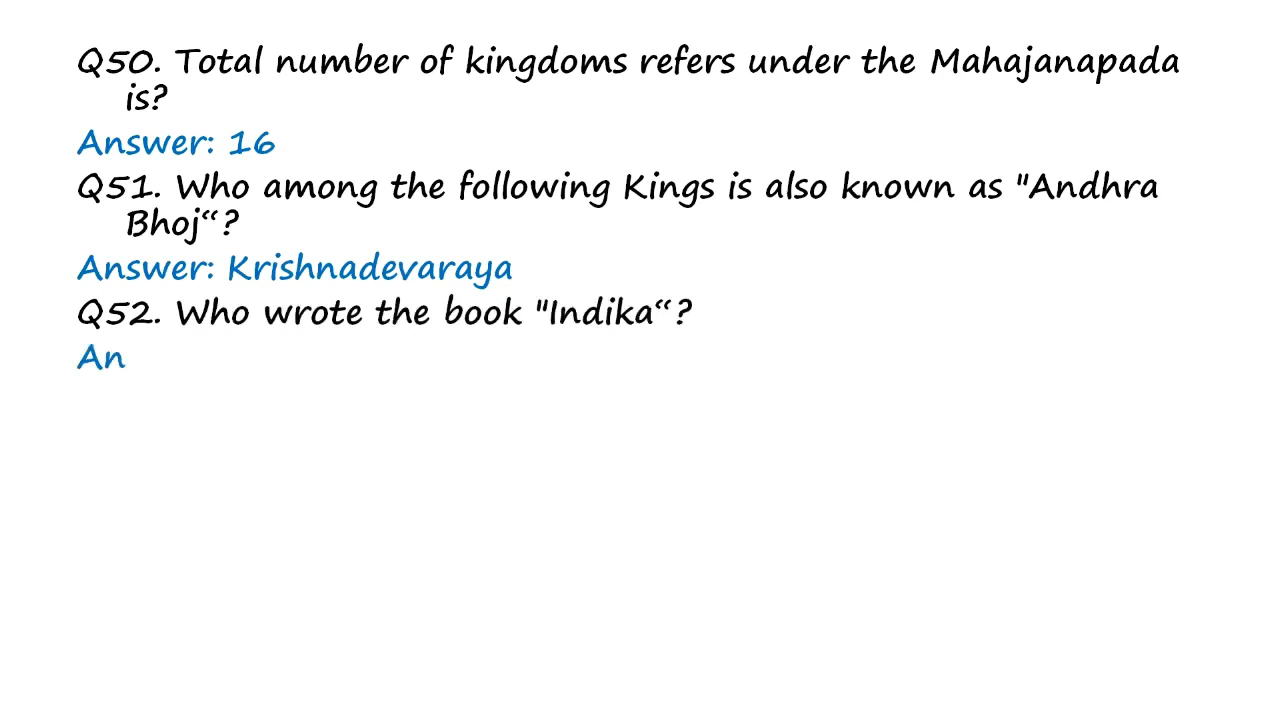 Q50. Total number of kingdoms refers under the Mahajanapada
is?
Answer: 16
Q51. Who among the following Kings is also known as "Andhra
Bhoj“?
Answer: Krishnadevaraya
Q52. Who wrote the book "Indika“?
An